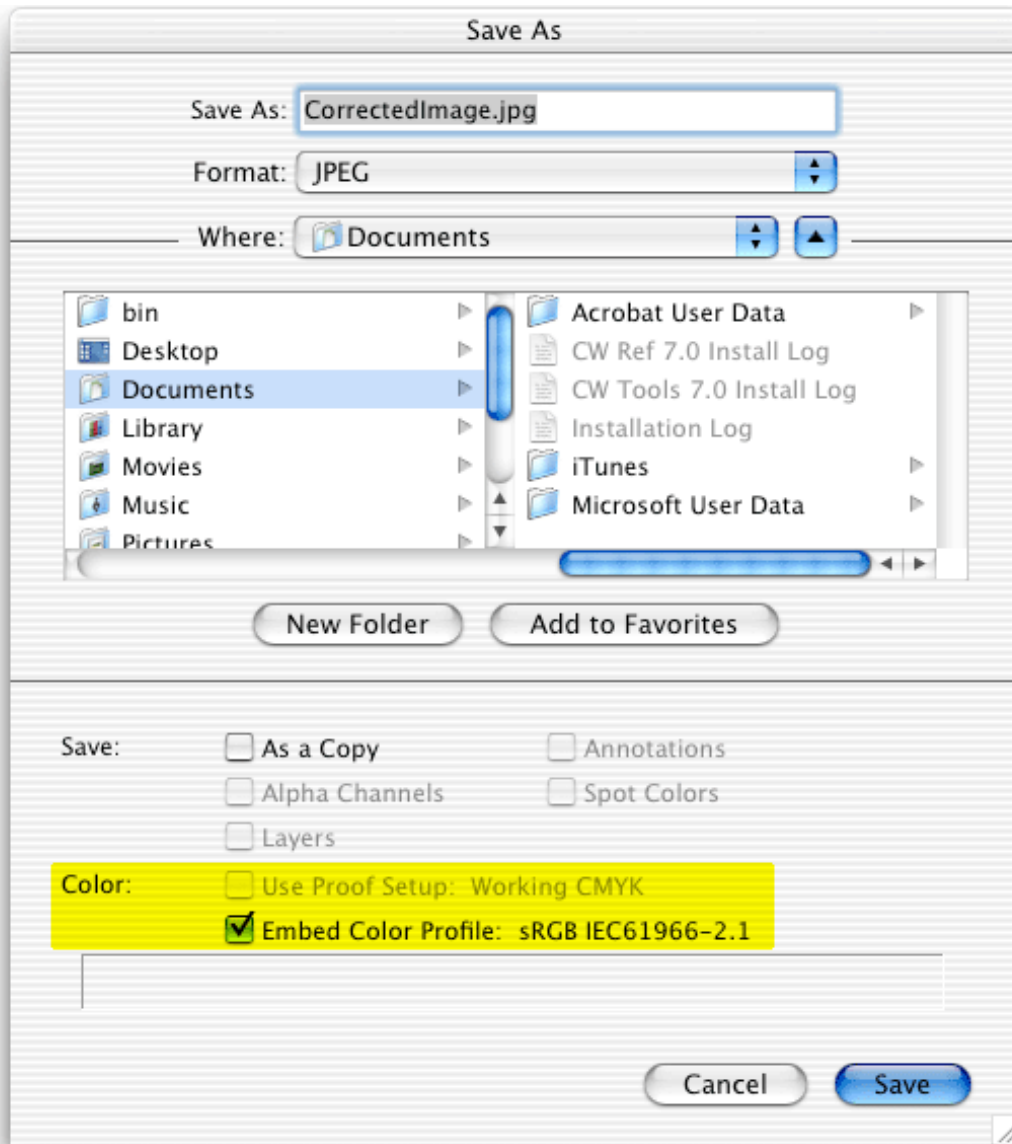 Save As
Save As: CorrectedImage.jpg
Format: JPEG
Where: Documents
bin
Desktop
Documents
Library
Movies
Music
Pictures
Acrobat User Data
CW Ref 7.0 Install Log
CW Tools 7.0 Install Log
Installation Log
iTunes
Microsoft User Data
New Folder
Add to Favorites
Save: As a Copy
Annotations
Alpha Channels
Spot Colors
Layers
Color: Use Proof Setup: Working CMYK
Embed Color Profile: sRGB IEC61966-2.1
Cancel
Save